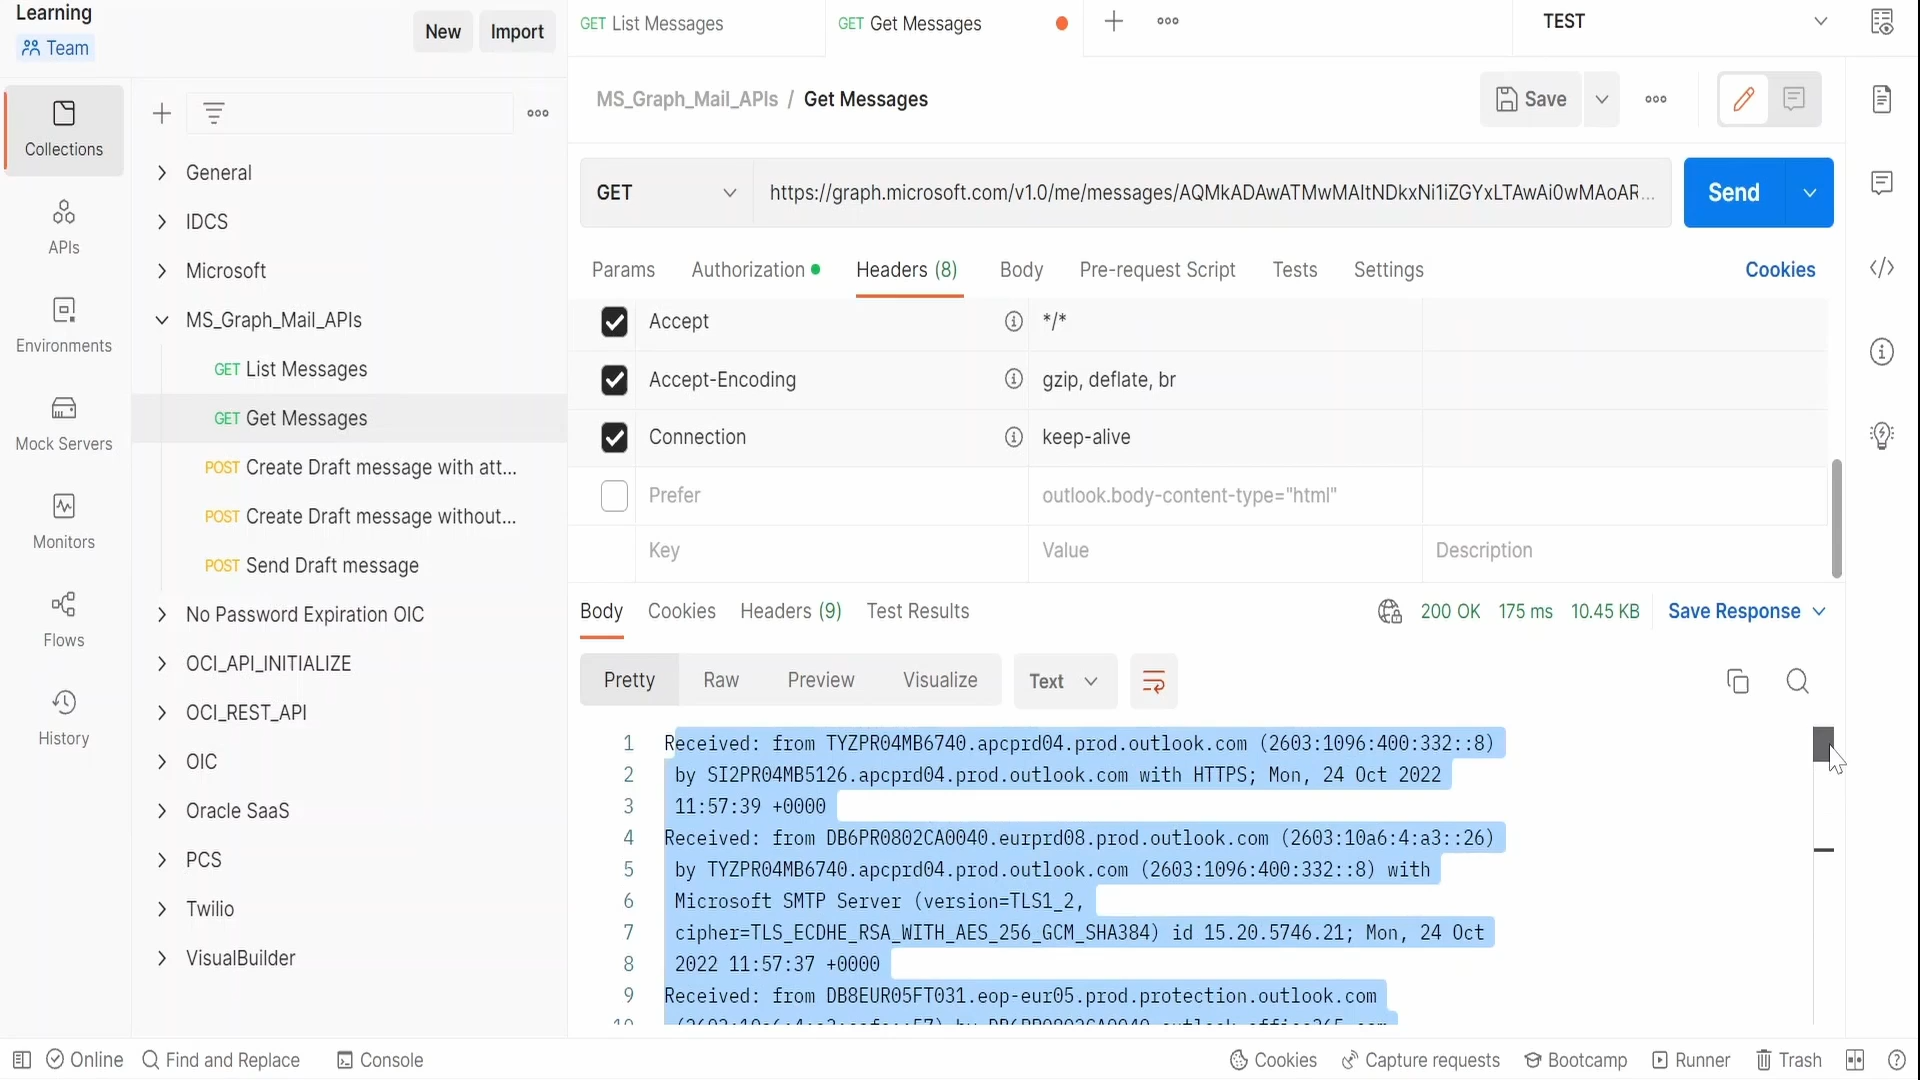 Learning
Team
New
Import
GET List Messages
GET Get Messages
TEST
Collections
APIs
Environments
Mock Servers
Monitors
Flows
History
General
IDCS
Microsoft
MS_Graph_Mail_APIs
GET List Messages
GET Get Messages
POST Create Draft message with att...
POST Create Draft message without...
POST Send Draft message
No Password Expiration OIC
OCI_API_INITIALIZE
OCI_REST_API
OIC
Oracle SaaS
PCS
Twilio
VisualBuilder
MS_Graph_Mail_APIs / Get Messages
Save
GET
https://graph.microsoft.com/v1.0/me/messages/AQMkADAwATMwMAItNDkxNi1iZGYxLTAwAi0wMAoAR...
Send
Params Authorization Headers (8) Body Pre-request Script Tests Settings Cookies
Accept */*
Accept-Encoding gzip, deflate, br
Connection keep-alive
Prefer outlook.body-content-type="html"
Key Value Description
Body Cookies Headers (9) Test Results 200 OK 175 ms 10.45 KB Save Response
Pretty Raw Preview Visualize Text
1 Received: from TYZPR04MB6740.apcprd04.prod.outlook.com (2603:1096:400:332::8)
2 by SI2PR04MB5126.apcprd04.prod.outlook.com with HTTPS; Mon, 24 Oct 2022
3 11:57:39 +0000
4 Received: from DB6PR0802CA0040.eurprd08.prod.outlook.com (2603:10a6:4:a3::26)
5 by TYZPR04MB6740.apcprd04.prod.outlook.com (2603:1096:400:332::8) with
6 Microsoft SMTP Server (version=TLS1_2,
7 cipher=TLS_ECDHE_RSA_WITH_AES_256_GCM_SHA384) id 15.20.5746.21; Mon, 24 Oct
8 2022 11:57:37 +0000
9 Received: from DB8EUR05FT031.eop-eur05.prod.protection.outlook.com
Online Find and Replace Console Cookies Capture requests Bootcamp Runner Trash